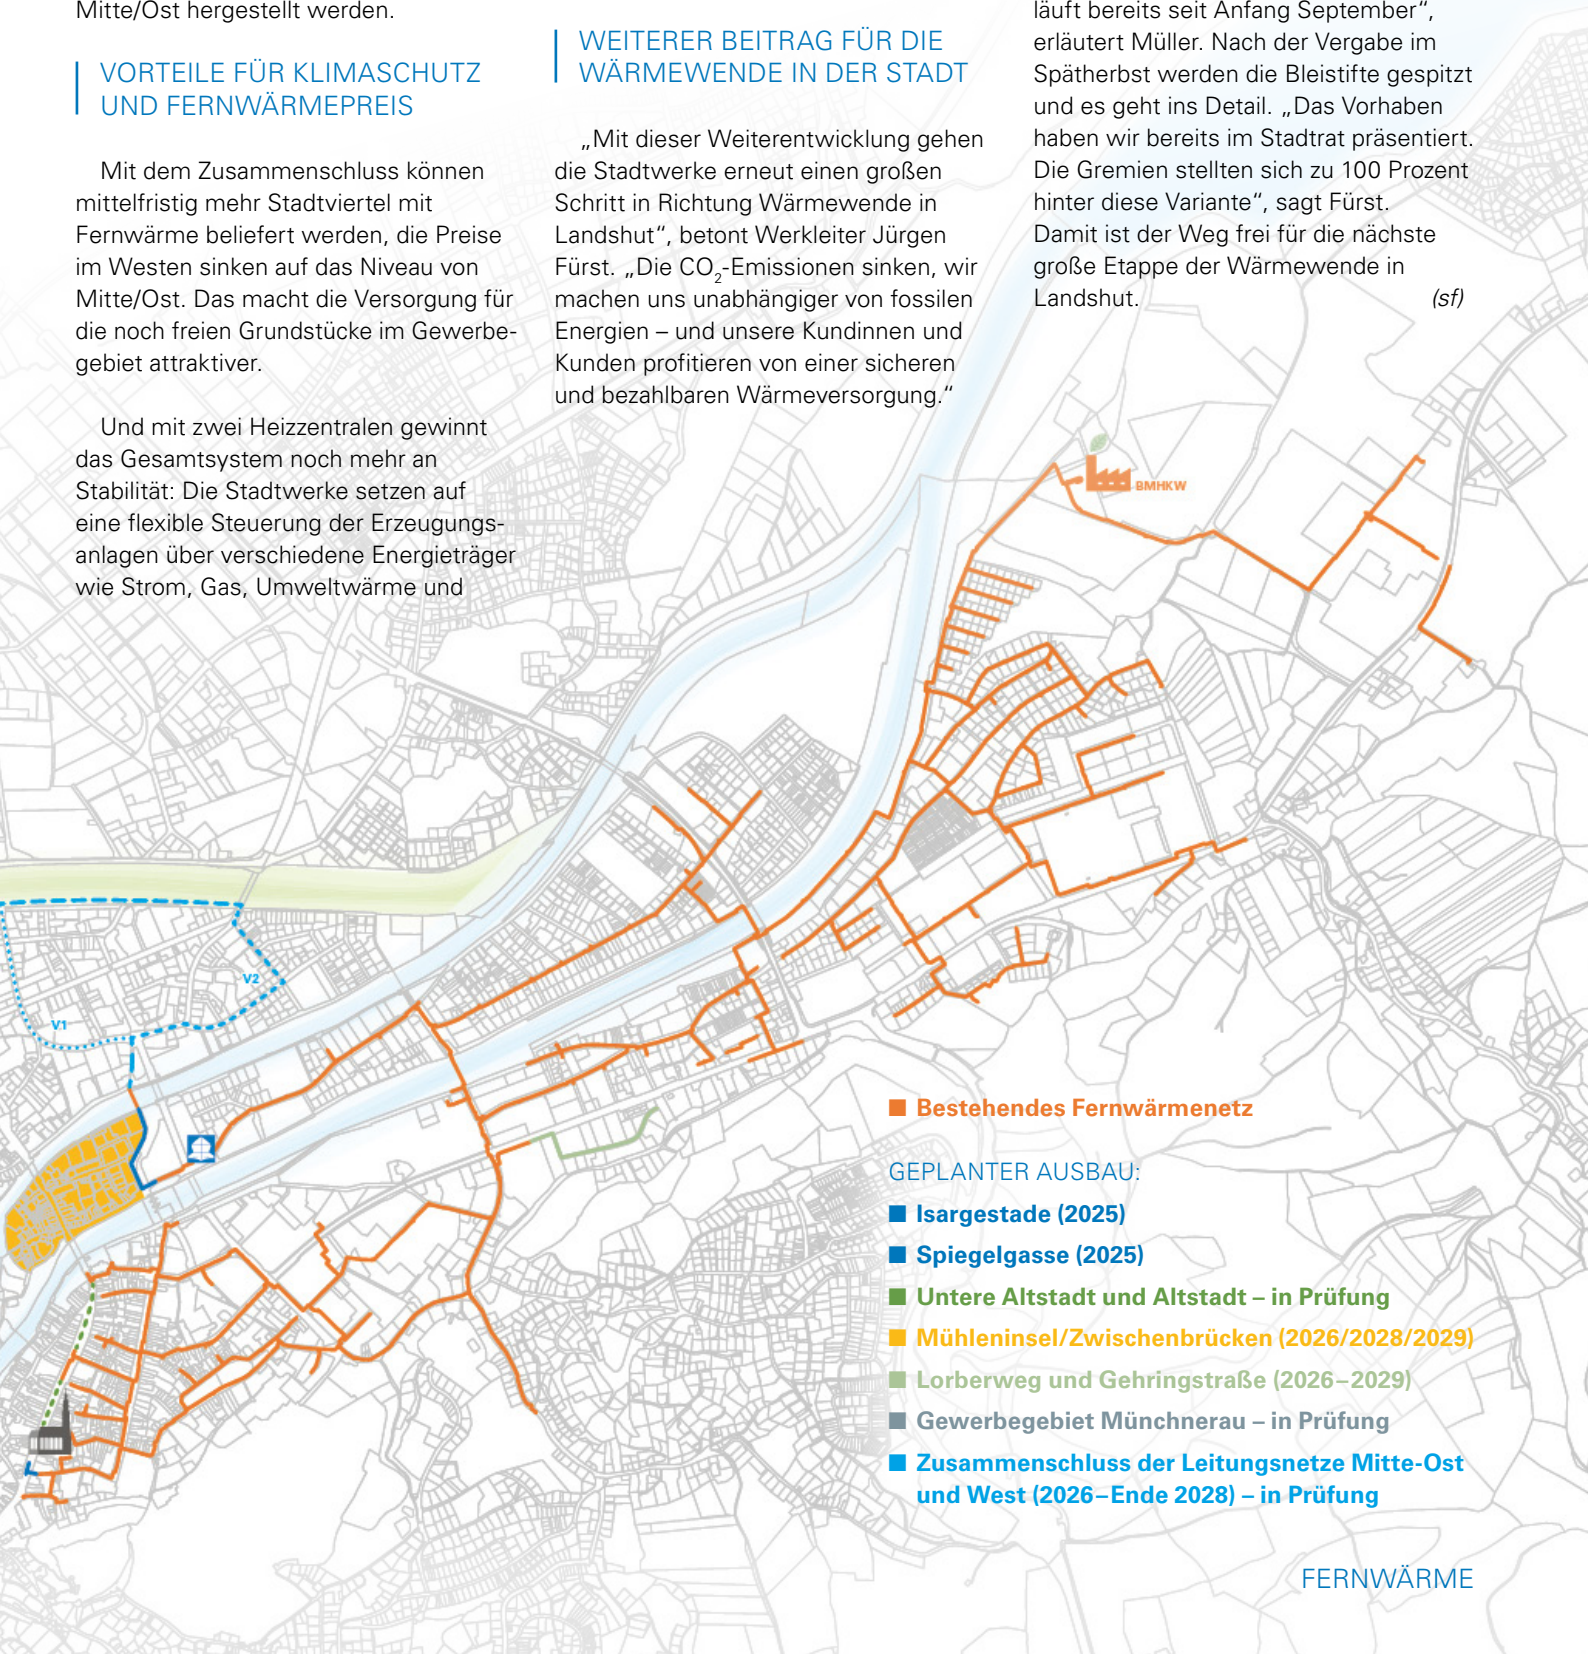 Mitte/Ost hergestellt werden.
VORTEILE FÜR KLIMASCHUTZ
UND FERNWÄRMEPREIS
Mit dem Zusammenschluss können
mittelfristig mehr Stadtviertel mit
Fernwärme beliefert werden, die Preise
im Westen sinken auf das Niveau von
Mitte/Ost. Das macht die Versorgung für
die noch freien Grundstücke im Gewerbe-
gebiet attraktiver.
Und mit zwei Heizzentralen gewinnt
das Gesamtsystem noch mehr an
Stabilität: Die Stadtwerke setzen auf
eine flexible Steuerung der Erzeugungs-
anlagen über verschiedene Energieträger
wie Strom, Gas, Umweltwärme und
WEITERER BEITRAG FÜR DIE
WÄRMEWENDE IN DER STADT
„Mit dieser Weiterentwicklung gehen
die Stadtwerke erneut einen großen
Schritt in Richtung Wärmewende in
Landshut“, betont Werkleiter Jürgen
Fürst. „Die CO₂-Emissionen sinken, wir
machen uns unabhängiger von fossilen
Energien – und unsere Kundinnen und
Kunden profitieren von einer sicheren
und bezahlbaren Wärmeversorgung.“
läuft bereits seit Anfang September“,
erläutert Müller. Nach der Vergabe im
Spätherbst werden die Bleistifte gespitzt
und es geht ins Detail. „Das Vorhaben
haben wir bereits im Stadtrat präsentiert.
Die Gremien stellten sich zu 100 Prozent
hinter diese Variante“, sagt Fürst.
Damit ist der Weg frei für die nächste
große Etappe der Wärmewende in
Landshut. (sf)
BMHKW
V2
V1
Bestehendes Fernwärmenetz
GEPLANTER AUSBAU:
Isargestade (2025)
Spiegelgasse (2025)
Untere Altstadt und Altstadt – in Prüfung
Mühleninsel/Zwischenbrücken (2026/2028/2029)
Lorberweg und Gehringstraße (2026–2029)
Gewerbegebiet Münchnerau – in Prüfung
Zusammenschluss der Leitungsnetze Mitte-Ost
und West (2026–Ende 2028) – in Prüfung
FERNWÄRME